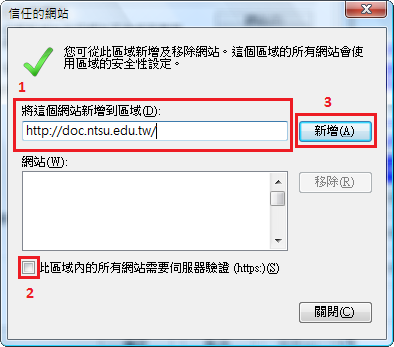 信任的網站
您可從此區域新增及移除網站。這個區域的所有網站會使
用區域的安全性設定。
1
將這個網站新增到區域(D):
http://doc.ntsu.edu.tw/
3
新增(A)
網站(W):
移除(R)
此區域內的所有網站需要伺服器驗證 (https:)(S)
2
關閉(C)